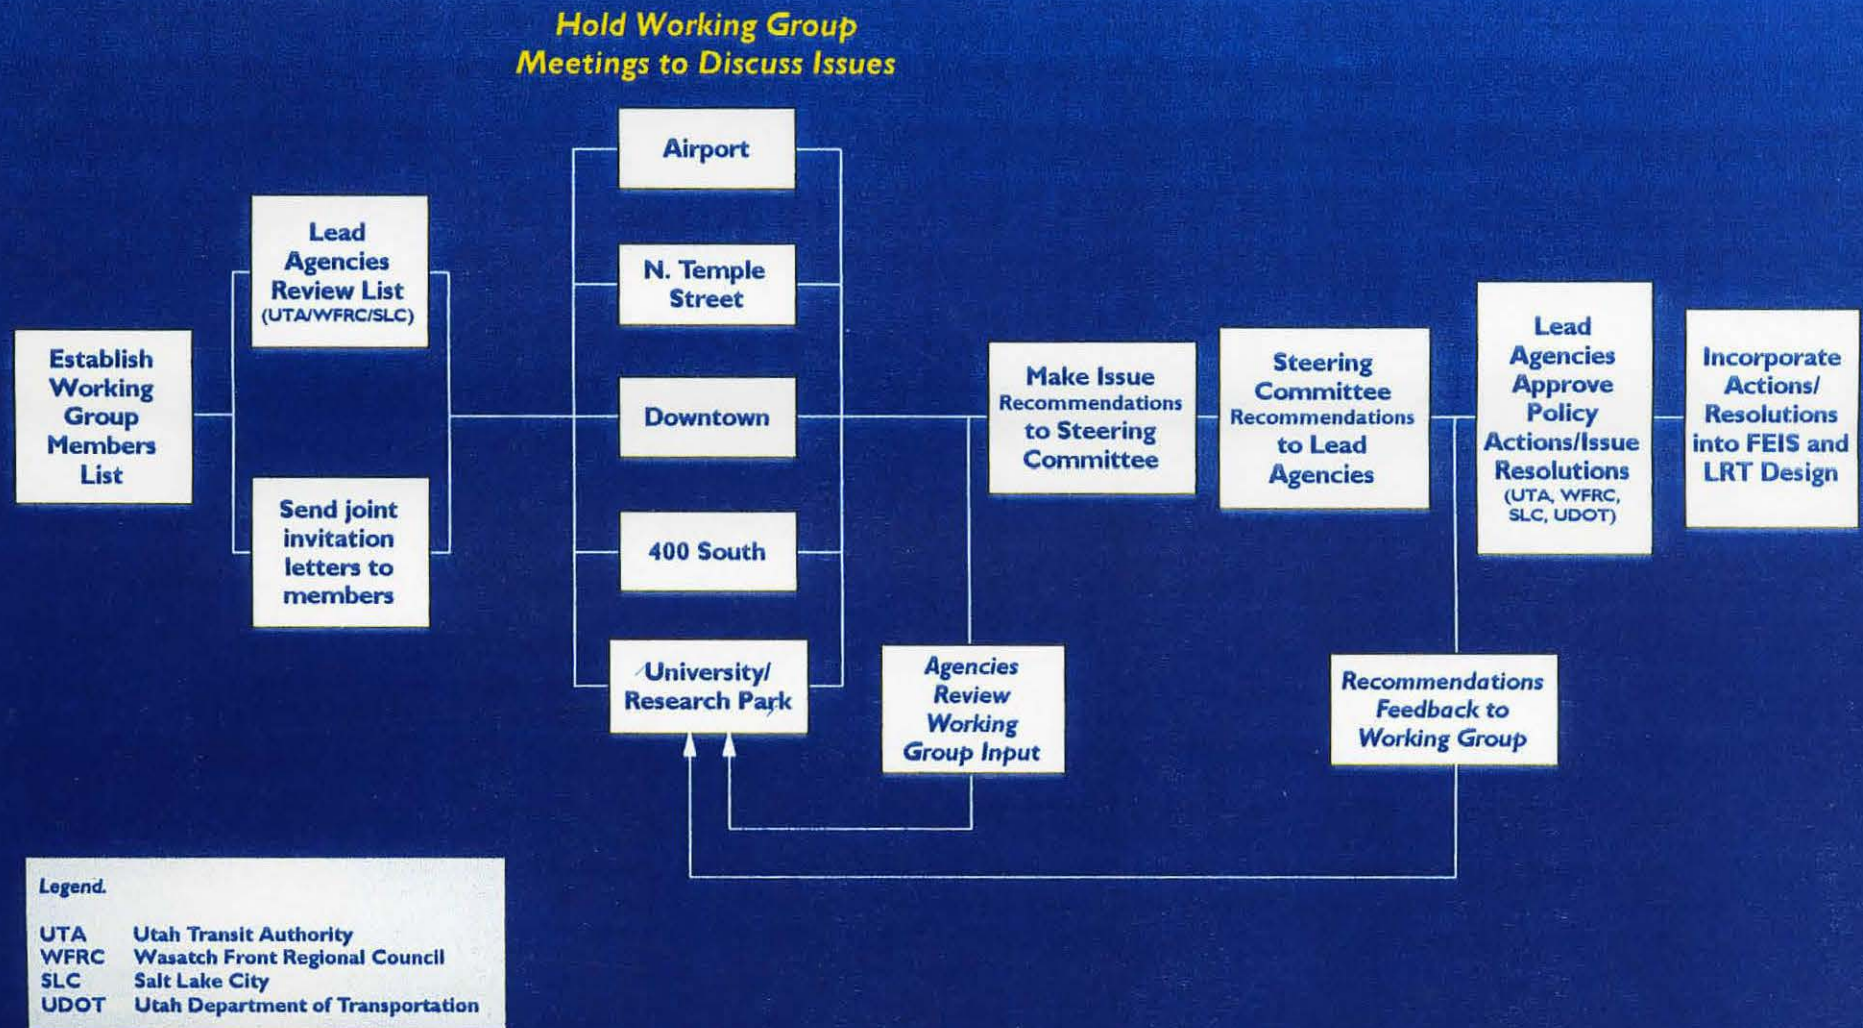 Hold Working Group
Meetings to Discuss Issues
Establish
Working
Group
Members
List
Lead
Agencies
Review List
(UTA/WFRC/SLC)
Send joint
invitation
letters to
members
Airport
N. Temple
Street
Downtown
400 South
University/
Research Park
Agencies
Review
Working
Group Input
Make Issue
Recommendations
to Steering
Committee
Steering
Committee
Recommendations
to Lead
Agencies
Recommendations
Feedback to
Working Group
Lead
Agencies
Approve
Policy
Actions/Issue
Resolutions
(UTA, WFRC,
SLC, UDOT)
Incorporate
Actions/
Resolutions
into FEIS and
LRT Design
Legend.
UTA Utah Transit Authority
WFRC Wasatch Front Regional Council
SLC Salt Lake City
UDOT Utah Department of Transportation